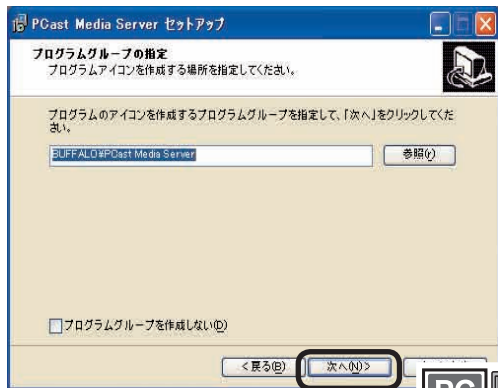 PCast Media Server セットアップ
プログラムグループの指定
プログラムアイコンを作成する場所を指定してください。
プログラムのアイコンを作成するプログラムグループを指定して、「次へ」をクリックしてくだ
さい。
BUFFALO¥PCast Media Server
参照(r)
プログラムグループを作成しない(D)
<戻る(B) 次へ(N)>
PC